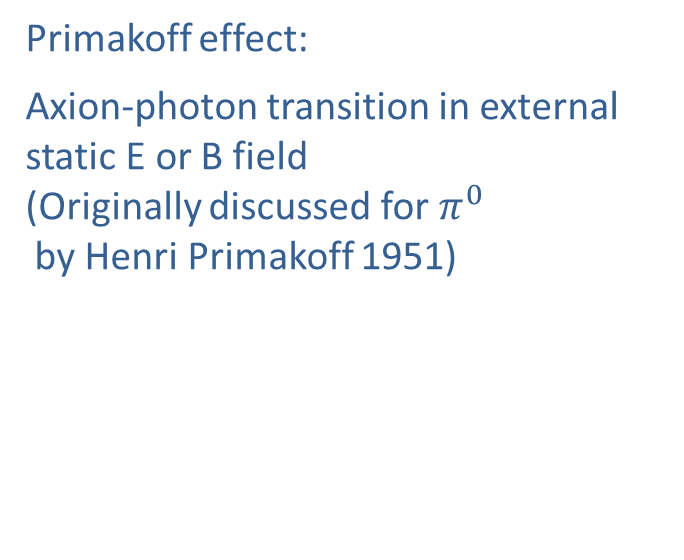 Primakoff effect:
Axion-photon transition in external
static E or B field
(Originally discussed for π⁰
by Henri Primakoff 1951)